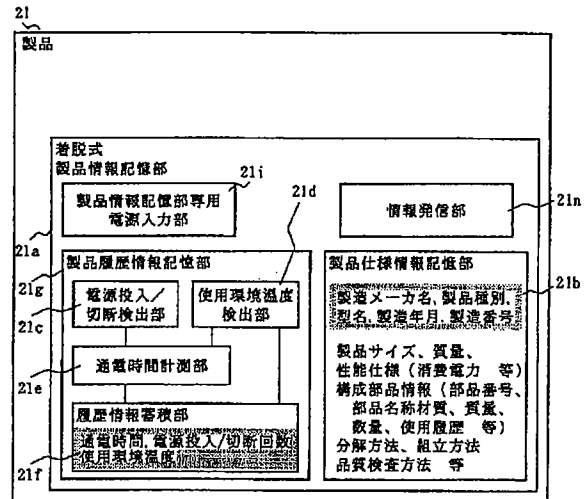 21
製品
着脱式
製品情報記憶部
製品情報記憶部専用
電源入力部
21i
21d
情報発信部
21n
21a
21g
製品履歴情報記憶部
電源投入/
切断検出部
21c
使用環境温度
検出部
通電時間計測部
21e
履歴情報蓄積部
通電時間,電源投入/切断回数
使用環境温度
21f
製品仕様情報記憶部
21b
製造メーカ名,製品種別,
型名,製造年月,製造番号
製品サイズ、質量、
性能仕様(消費電力 等)
構成部品情報(部品番号、
部品名称材質、質量、
数量、使用履歴 等)
分解方法、組立方法
品質検査方法 等